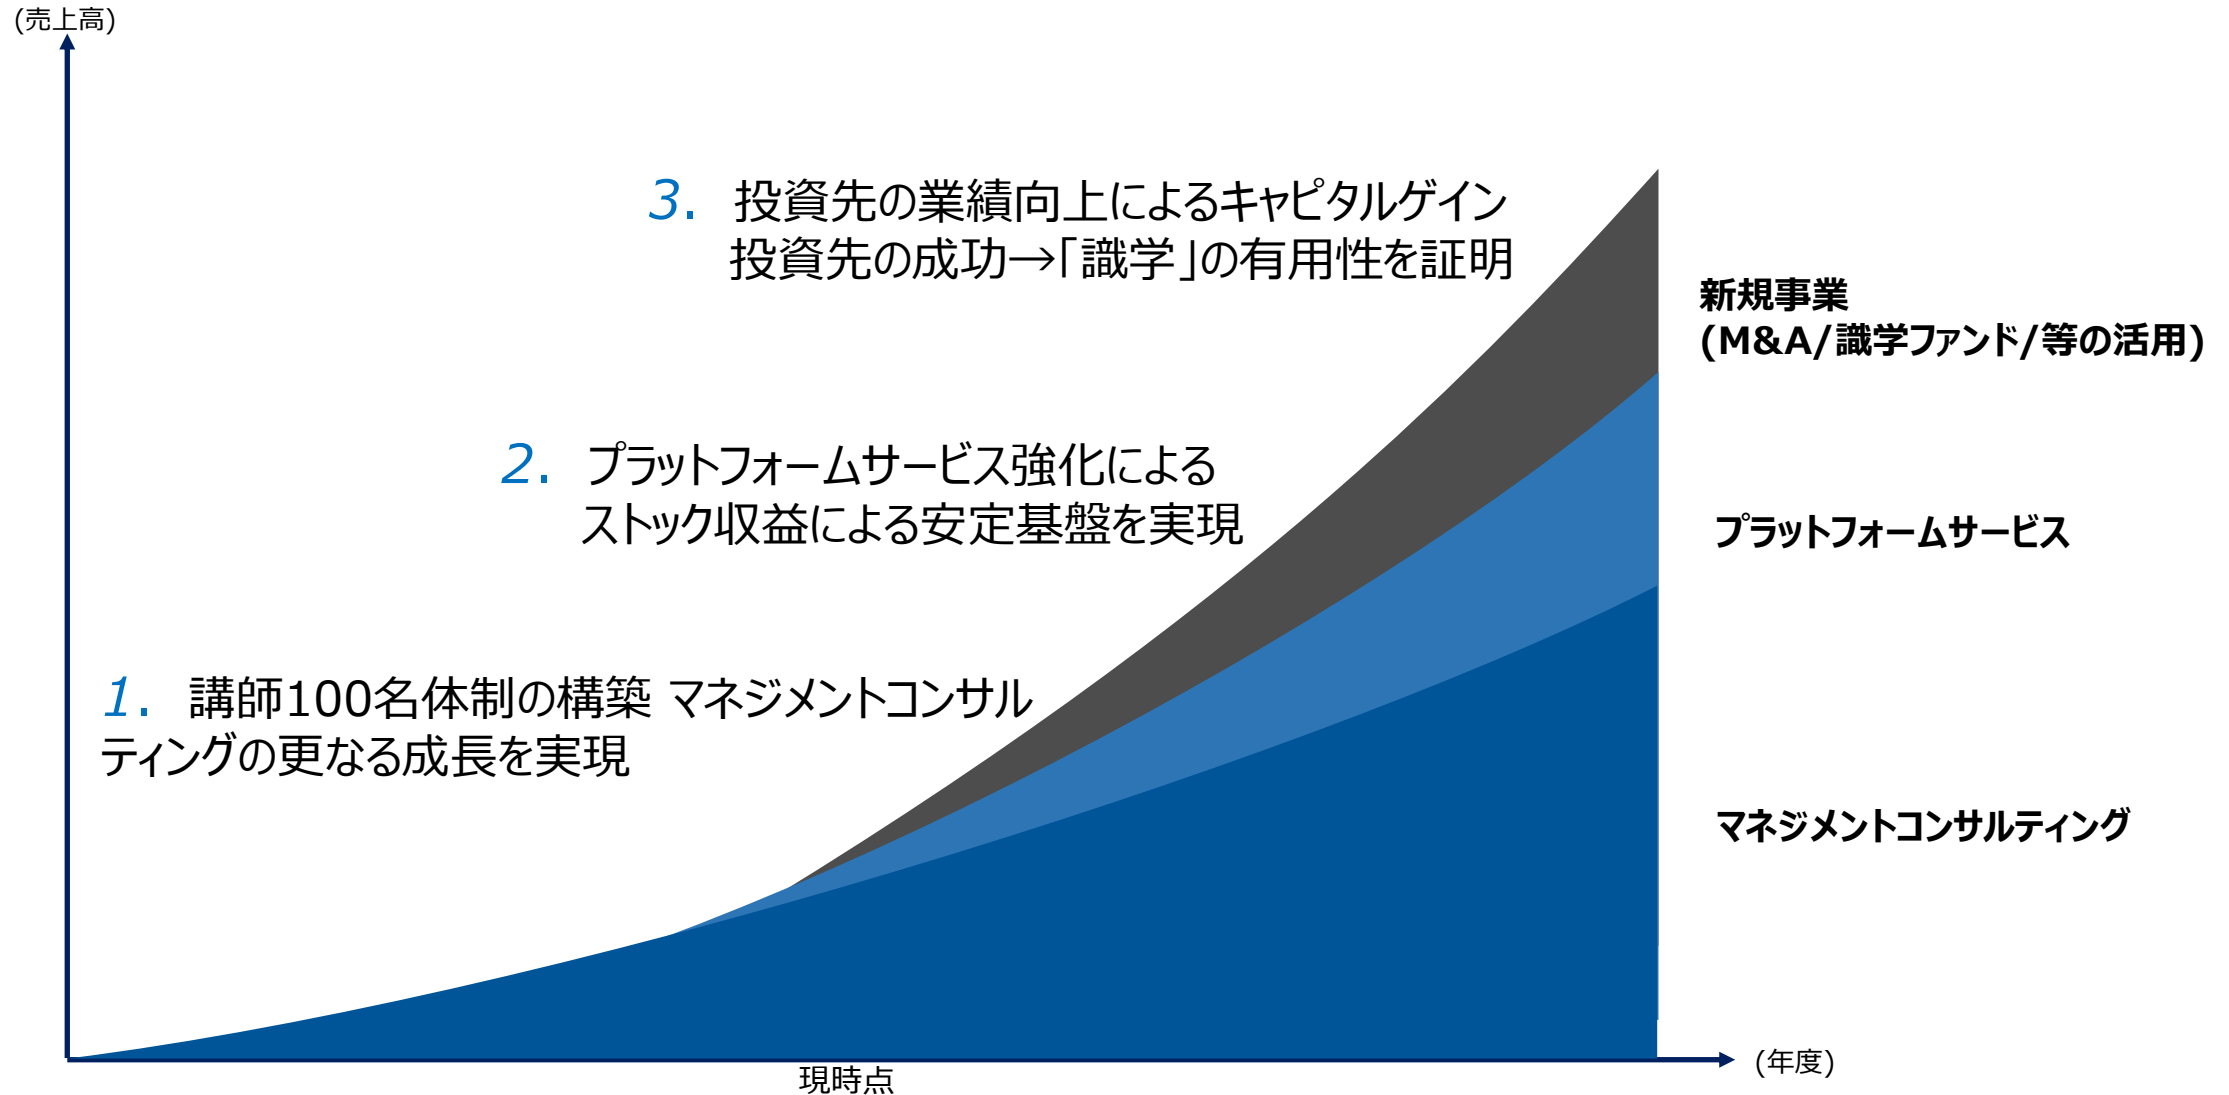 (売上高)
3. 投資先の業績向上によるキャピタルゲイン
投資先の成功→「識学」の有用性を証明
新規事業
(M&A/識学ファンド/等の活用)
2. プラットフォームサービス強化による
ストック収益による安定基盤を実現
プラットフォームサービス
1. 講師100名体制の構築 マネジメントコンサル
ティングの更なる成長を実現
マネジメントコンサルティング
(年度)
現時点